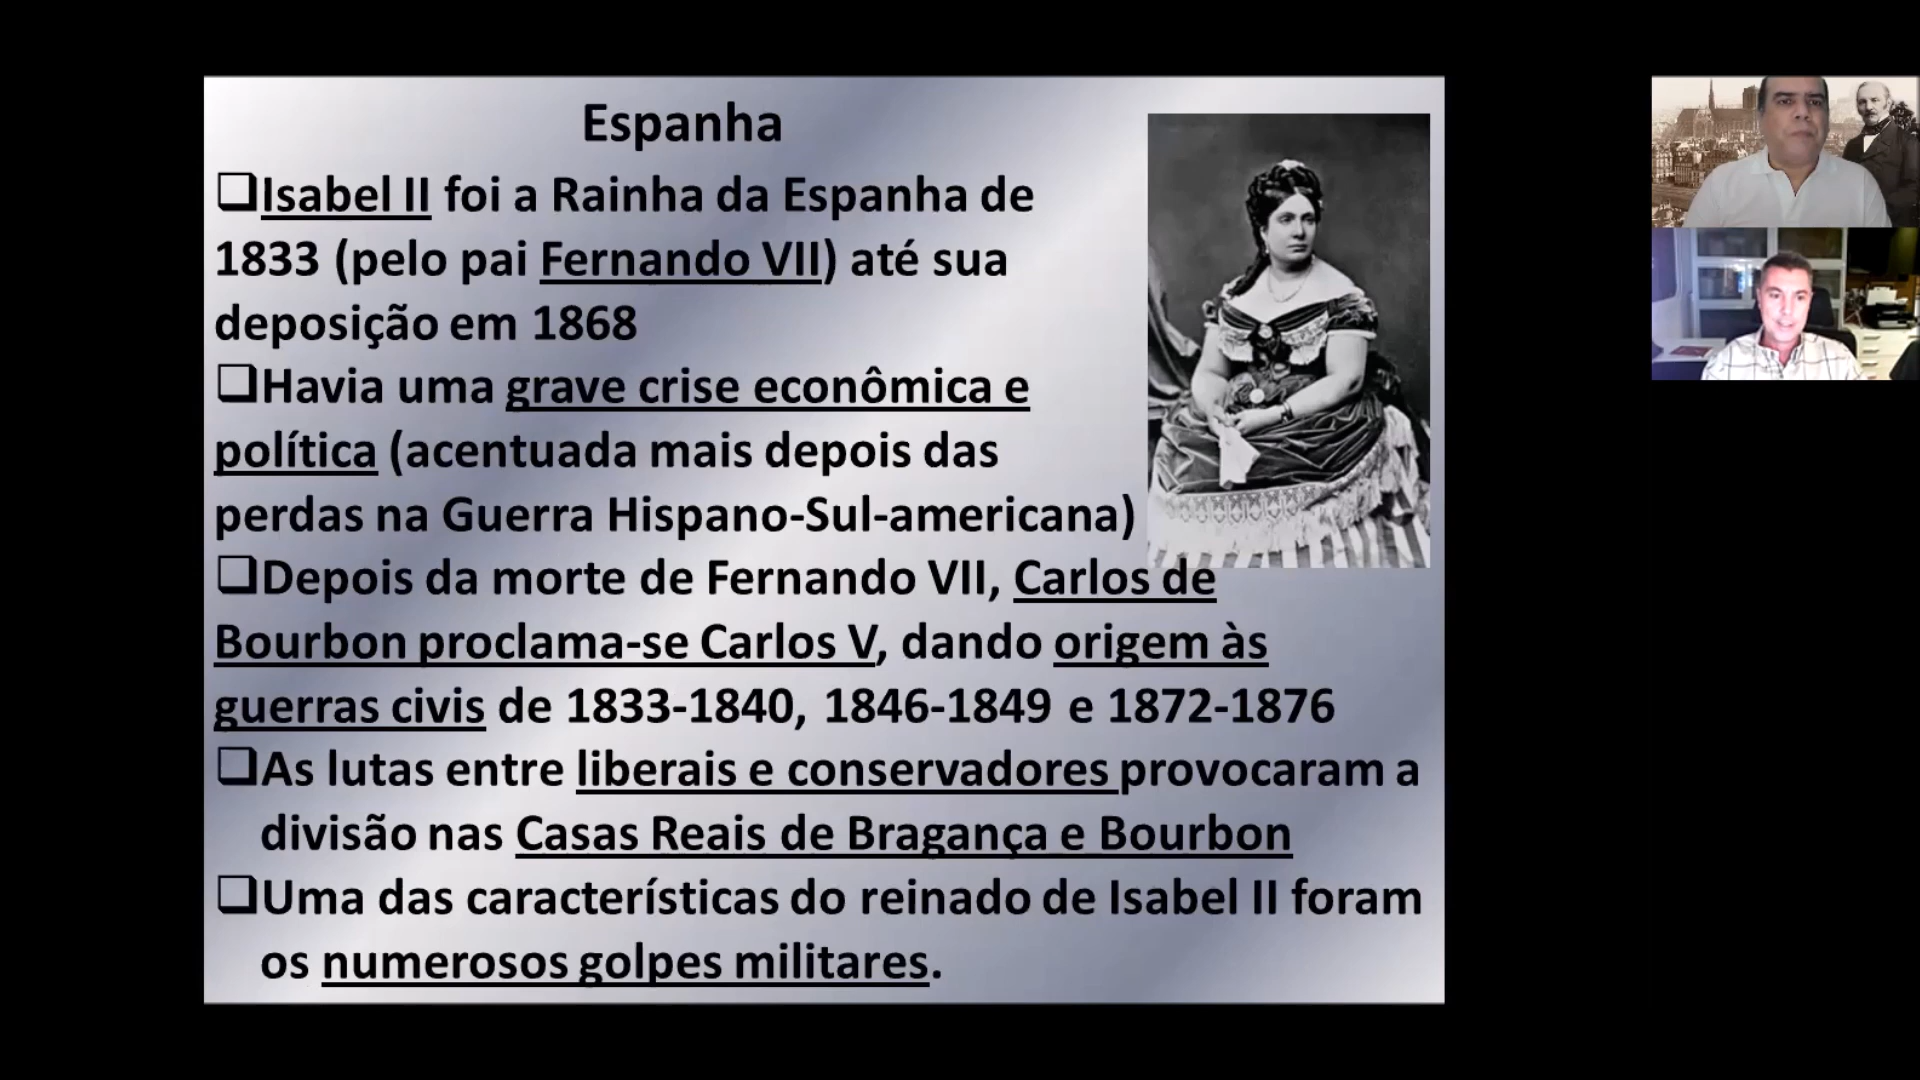 Espanha
❑Isabel II foi a Rainha da Espanha de
1833 (pelo pai Fernando VII) até sua
deposição em 1868
❑Havia uma grave crise econômica e
política (acentuada mais depois das
perdas na Guerra Hispano-Sul-americana)
❑Depois da morte de Fernando VII, Carlos de
Bourbon proclama-se Carlos V, dando origem às
guerras civis de 1833-1840, 1846-1849 e 1872-1876
❑As lutas entre liberais e conservadores provocaram a
divisão nas Casas Reais de Bragança e Bourbon
❑Uma das características do reinado de Isabel II foram
os numerosos golpes militares.